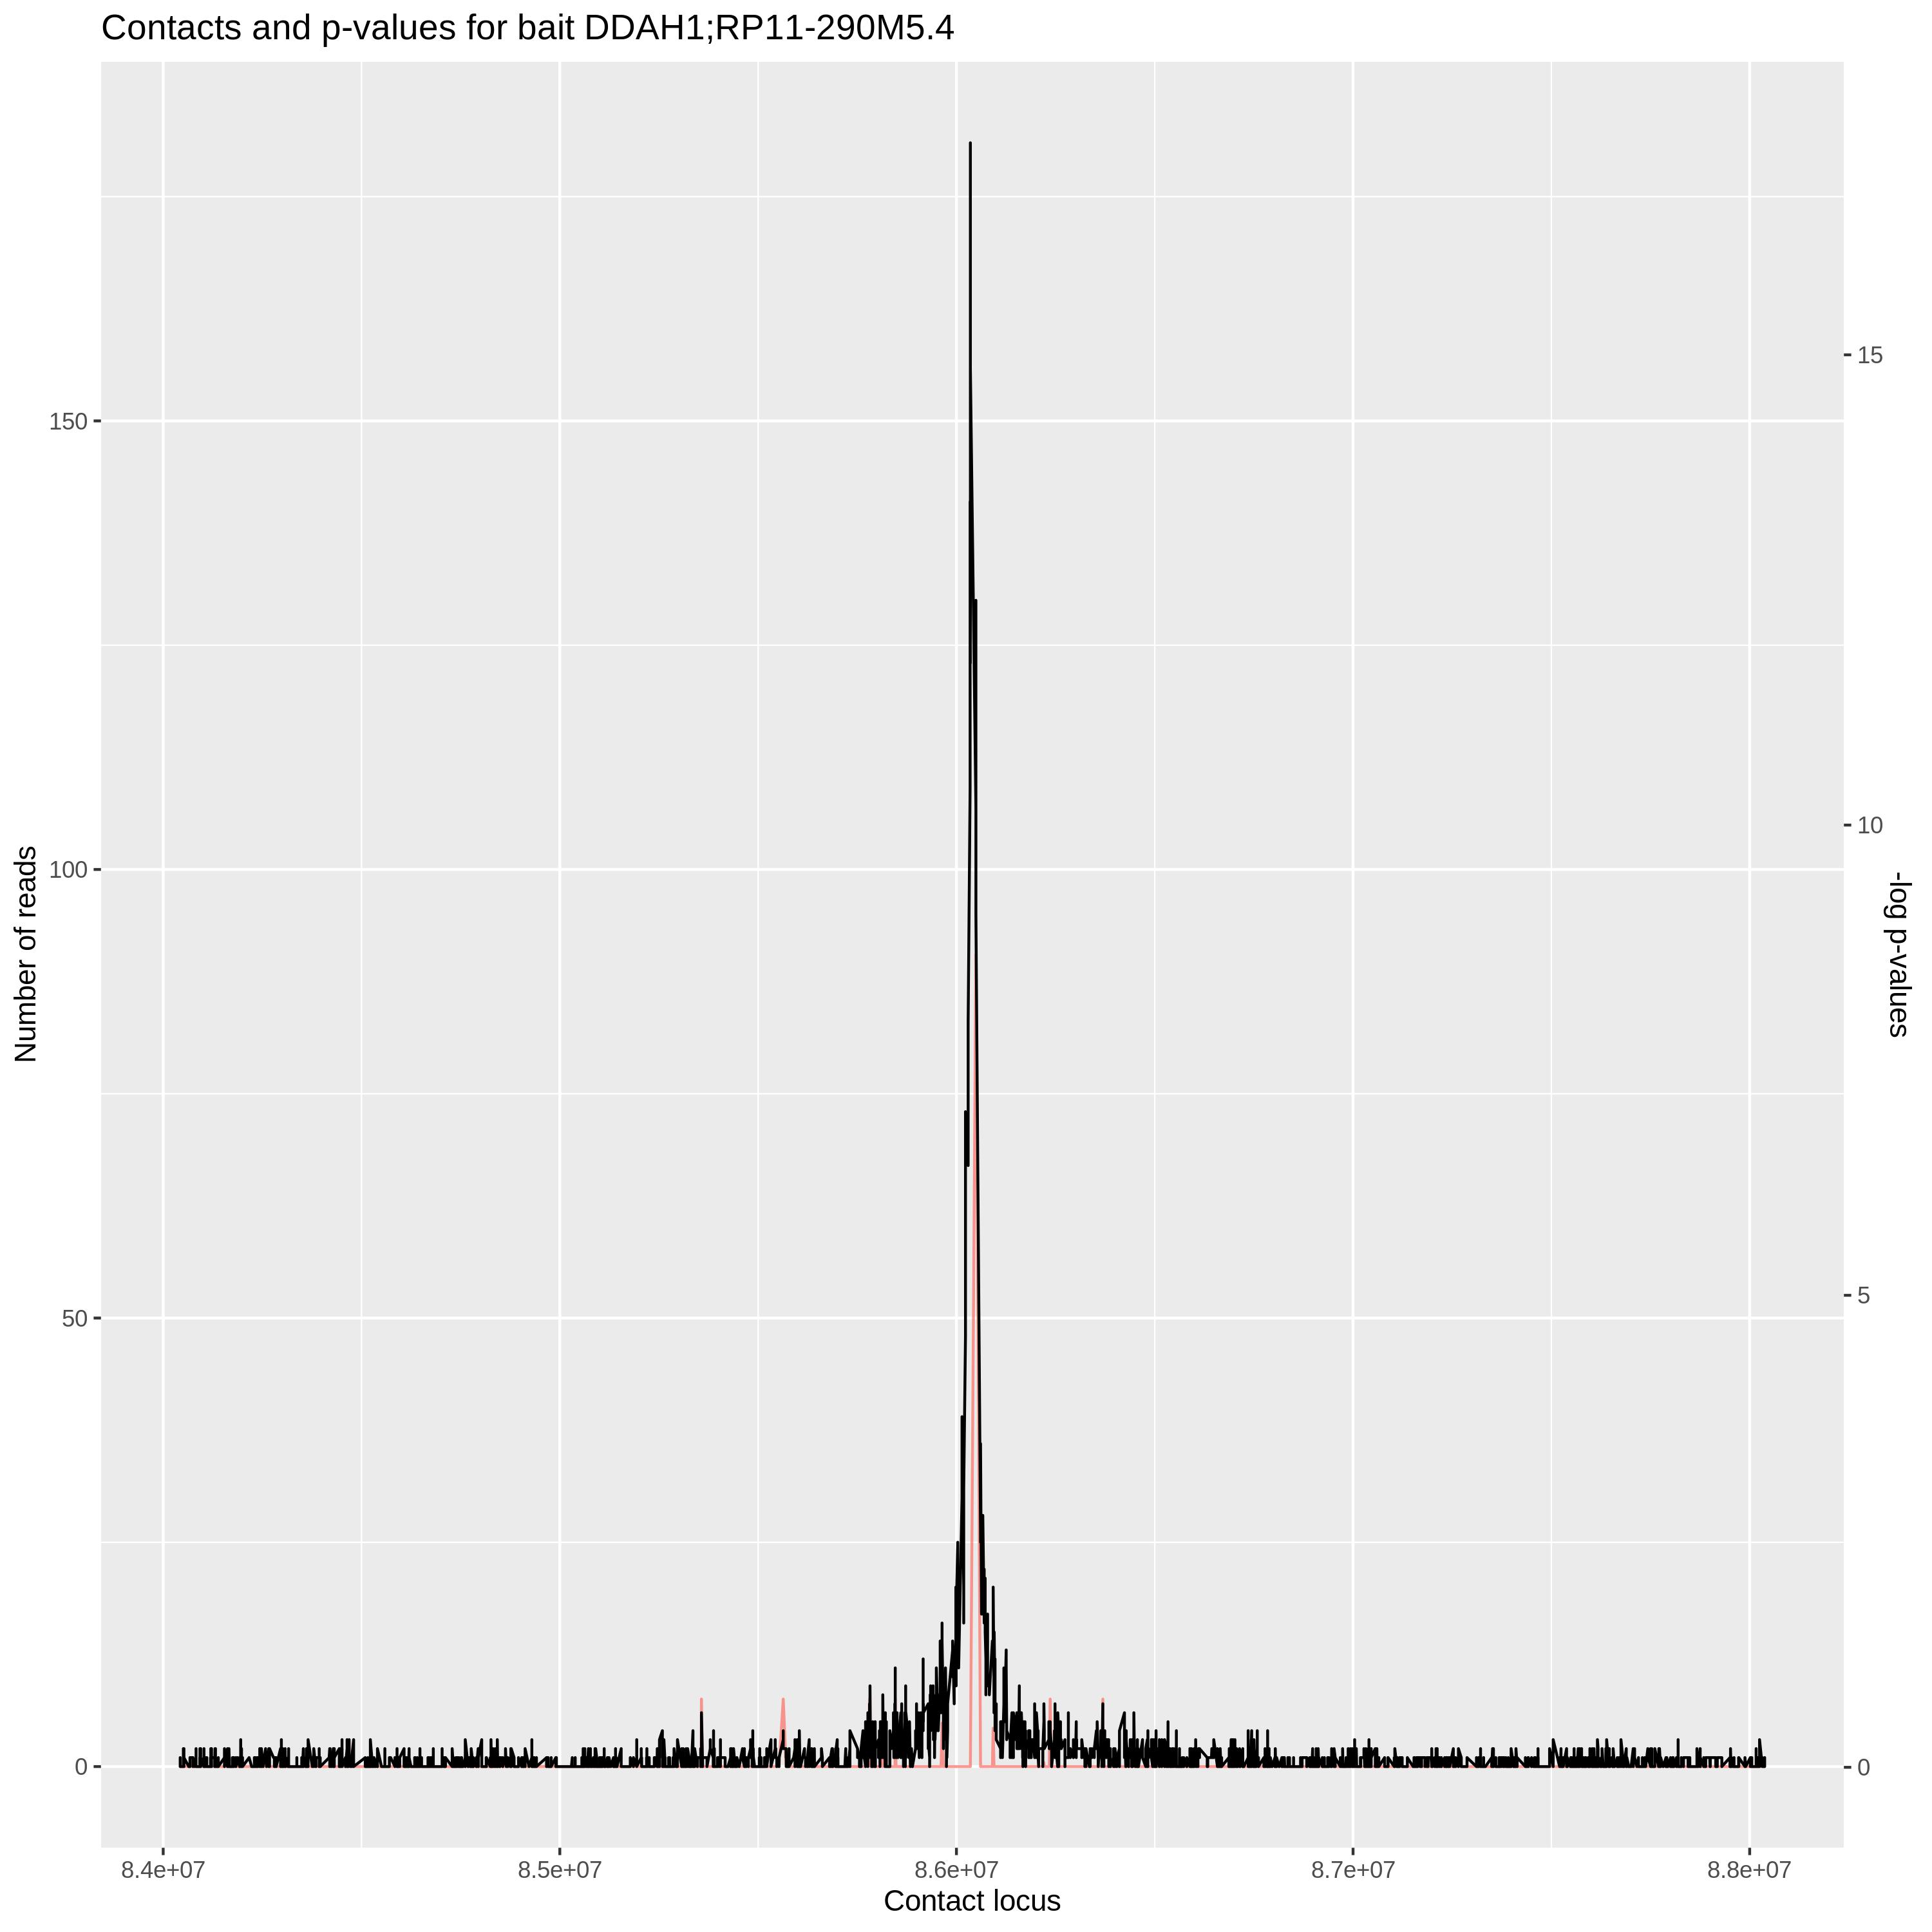 Contacts and p-values for bait DDAH1;RP11-290M5.4
Number of reads
150
100
50
0
15
10
5
0
-log p-values
8.4e+07 8.5e+07 8.6e+07 8.7e+07 8.8e+07
Contact locus